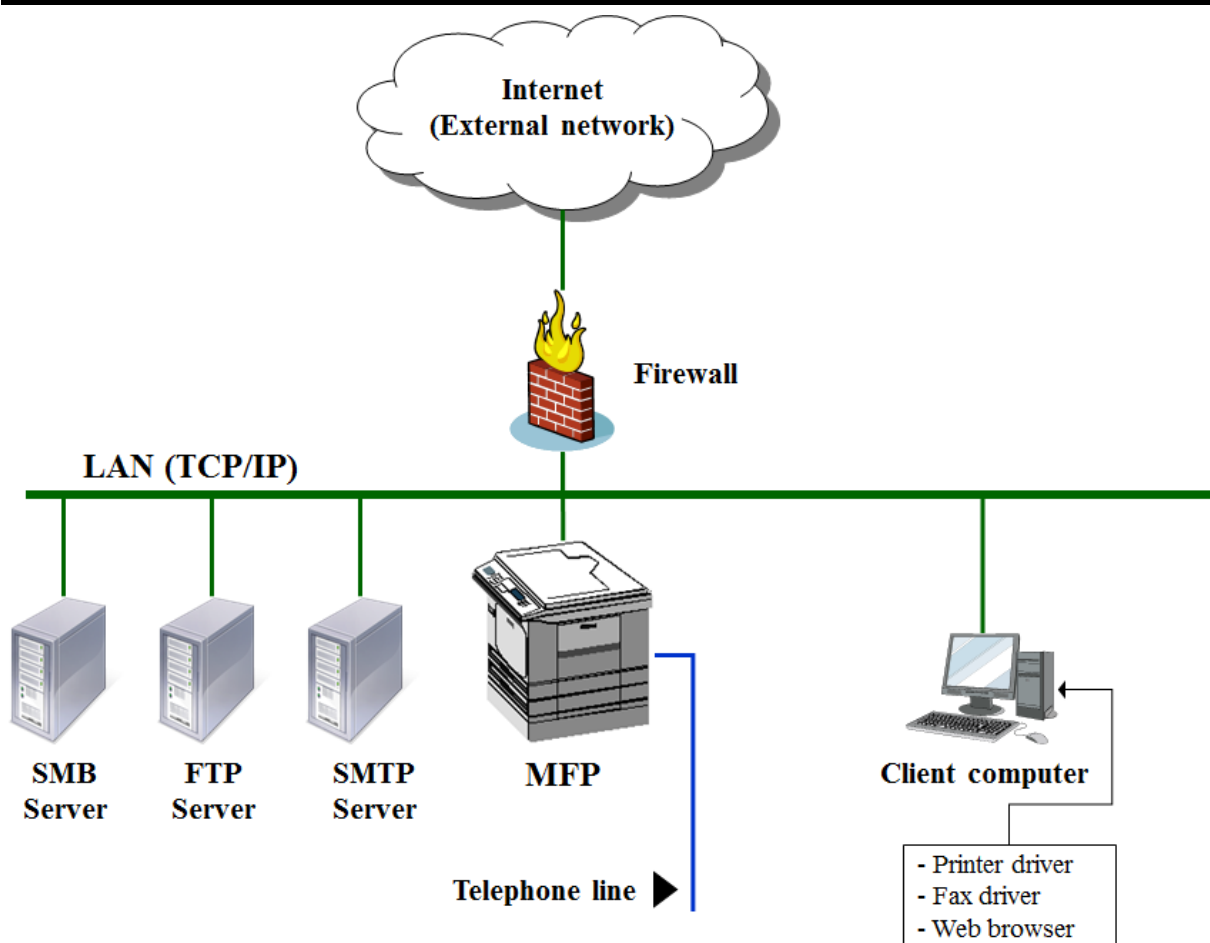 Internet
(External network)
Firewall
LAN (TCP/IP)
SMB
Server
FTP
Server
SMTP
Server
MFP
Client computer
Telephone line
- Printer driver
- Fax driver
- Web browser